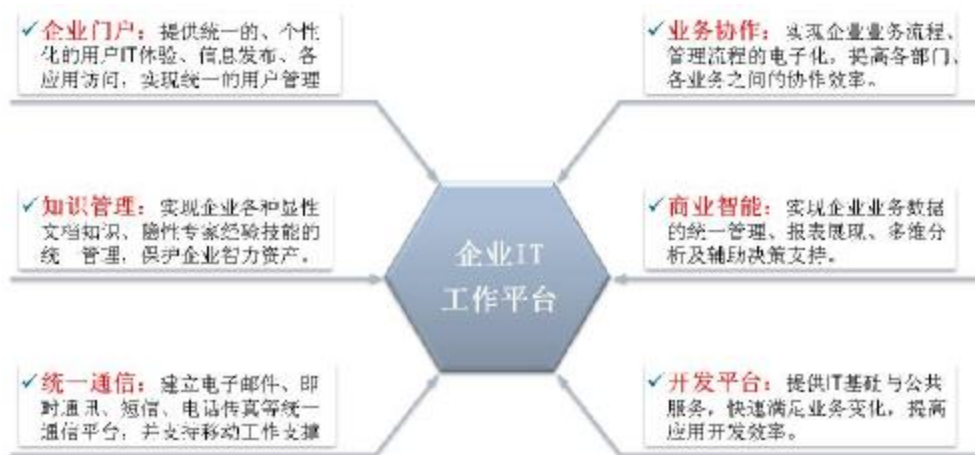 ✓企业门户：提供统一的、个性
化的用户IT体验、信息发布、各
应用访问，实现统一的用户管理
✓业务协作：实现企业业务流程、
管理流程的电子化，提高各部门、
各业务之间的协作效率。
✓知识管理：实现企业各种显性
文档知识、隐性专家经验技能的
统一管理，保护企业智力资产。
企业IT
工作平台
✓商业智能：实现企业业务数据
的统一管理、报表展现、多维分
析及辅助决策支持。
✓统一通信：建立电子邮件、即
时通讯、短信、电话传真等统一
通信平台，并支持移动工作支撑
✓开发平台：提供IT基础与公共
服务，快速满足业务变化，提高
应用开发效率。